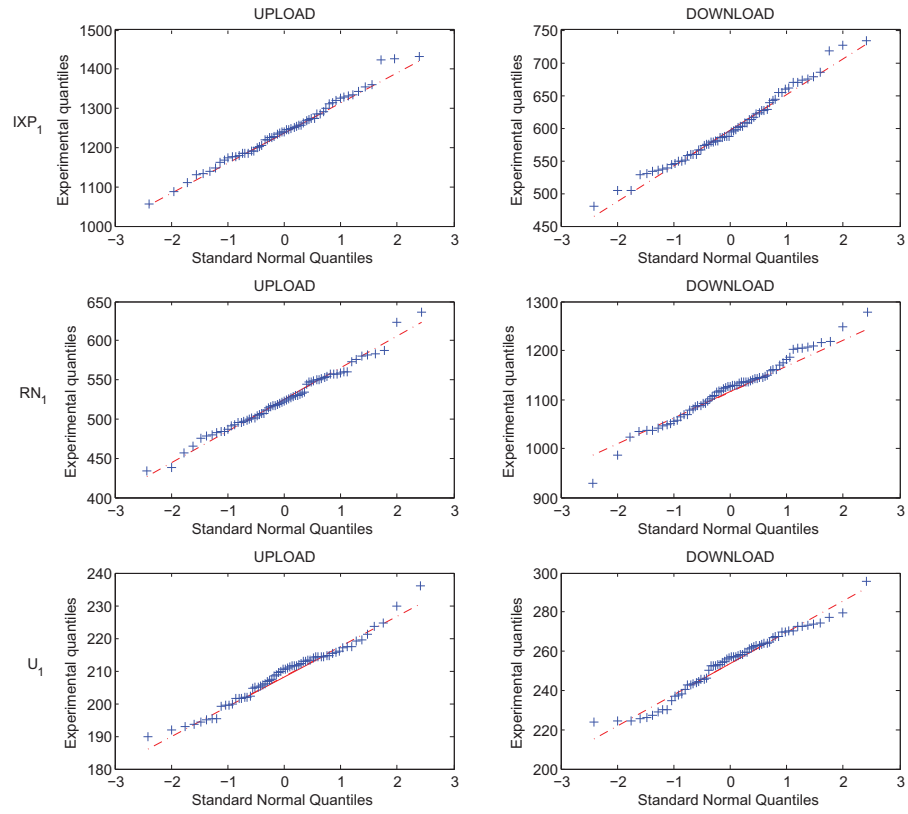 UPLOAD
DOWNLOAD
1500
1400
1300
1200
1100
1000
750
700
650
600
550
500
450
IXP1
Experimental quantiles
Experimental quantiles
−3 −2 −1 0 1 2 3
−3 −2 −1 0 1 2 3
Standard Normal Quantiles
Standard Normal Quantiles
UPLOAD
DOWNLOAD
650
600
550
500
450
400
1300
1200
1100
1000
900
RN1
Experimental quantiles
Experimental quantiles
−3 −2 −1 0 1 2 3
−3 −2 −1 0 1 2 3
Standard Normal Quantiles
Standard Normal Quantiles
UPLOAD
DOWNLOAD
240
230
220
210
200
190
180
300
280
260
240
220
200
U1
Experimental quantiles
Experimental quantiles
−3 −2 −1 0 1 2 3
−3 −2 −1 0 1 2 3
Standard Normal Quantiles
Standard Normal Quantiles